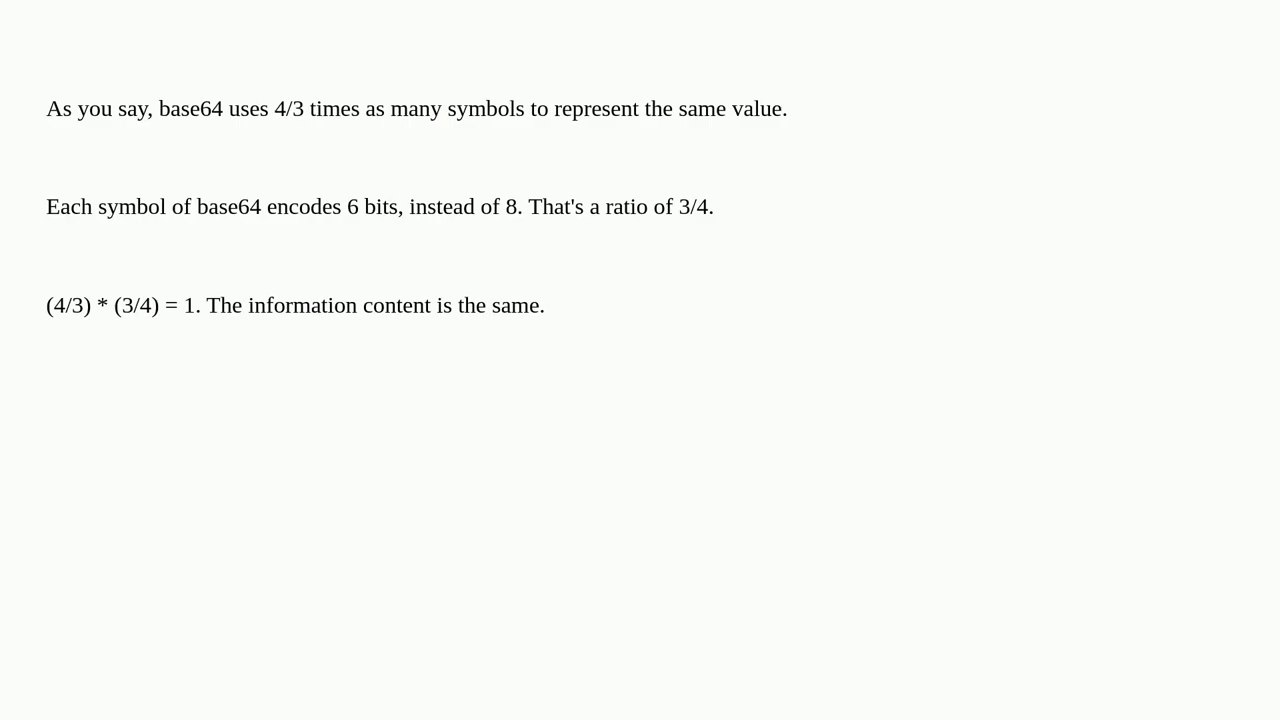 As you say, base64 uses 4/3 times as many symbols to represent the same value.
Each symbol of base64 encodes 6 bits, instead of 8. That's a ratio of 3/4.
(4/3) * (3/4) = 1. The information content is the same.